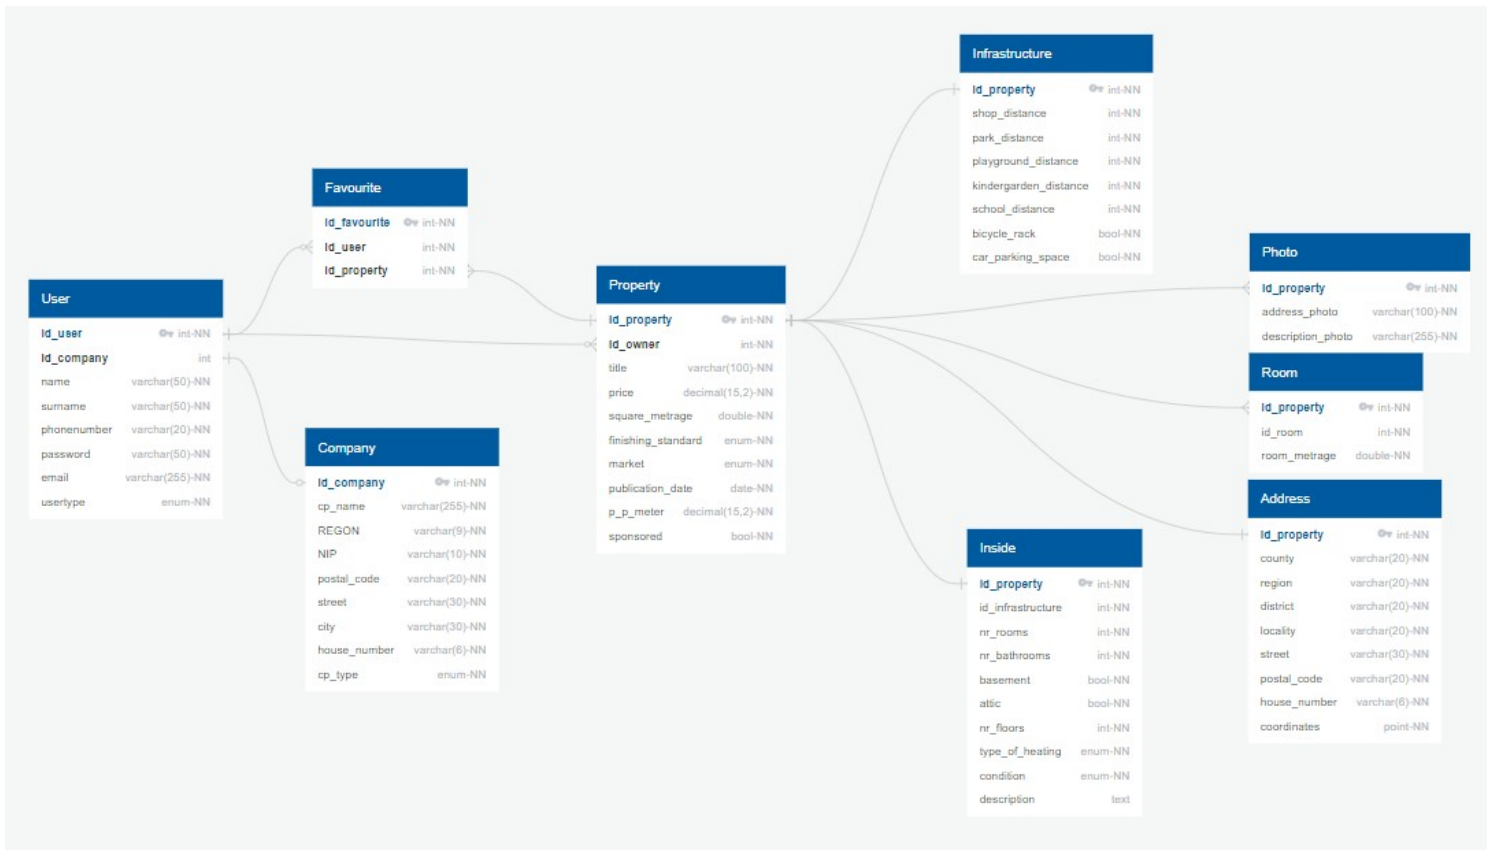 User
Id_user int-NN
Id_company int
name varchar(50)-NN
surname varchar(50)-NN
phonenumber varchar(20)-NN
password varchar(50)-NN
email varchar(255)-NN
usertype enum-NN
Favourite
Id_favourite int-NN
Id_user int-NN
Id_property int-NN
Company
Id_company int-NN
cp_name varchar(255)-NN
REGON varchar(9)-NN
NIP varchar(10)-NN
postal_code varchar(20)-NN
street varchar(30)-NN
city varchar(30)-NN
house_number varchar(6)-NN
cp_type enum-NN
Property
Id_property int-NN
Id_owner int-NN
title varchar(100)-NN
price decimal(15,2)-NN
square_metrage double-NN
finishing_standard enum-NN
market enum-NN
publication_date date-NN
p_p_meter decimal(15,2)-NN
sponsored bool-NN
Infrastructure
Id_property int-NN
shop_distance int-NN
park_distance int-NN
playground_distance int-NN
kindergarden_distance int-NN
school_distance int-NN
bicycle_rack bool-NN
car_parking_space bool-NN
Inside
Id_property int-NN
id_infrastructure int-NN
nr_rooms int-NN
nr_bathrooms int-NN
basement bool-NN
attic bool-NN
nr_floors int-NN
type_of_heating enum-NN
condition enum-NN
description text
Photo
Id_property int-NN
address_photo varchar(100)-NN
description_photo varchar(255)-NN
Room
Id_property int-NN
id_room int-NN
room_metrage double-NN
Address
Id_property int-NN
county varchar(20)-NN
region varchar(20)-NN
district varchar(20)-NN
locality varchar(20)-NN
street varchar(30)-NN
postal_code varchar(20)-NN
house_number varchar(6)-NN
coordinates point-NN